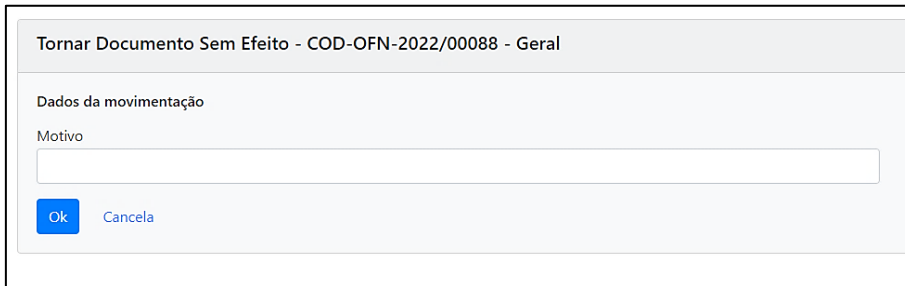 Tornar Documento Sem Efeito - COD-OFN-2022/00088 - Geral
Dados da movimentação
Motivo
Ok Cancela